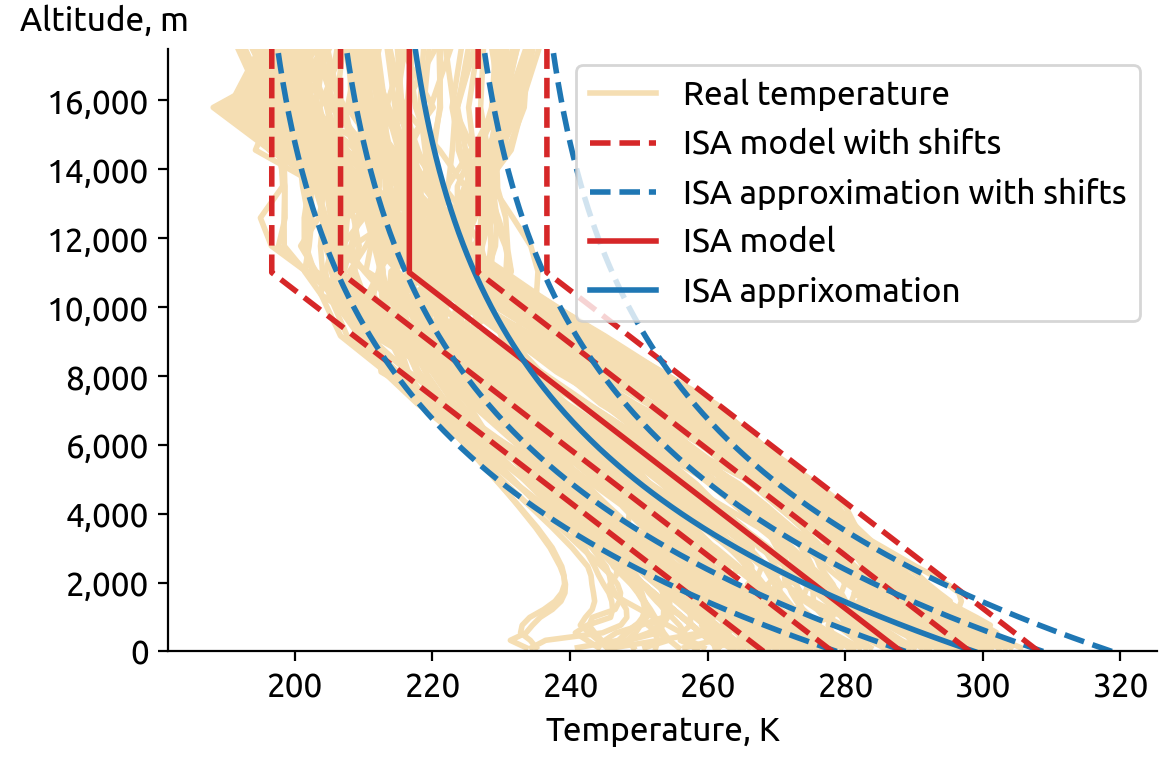 Altitude, m
16,000
14,000
12,000
10,000
8,000
6,000
4,000
2,000
0
Real temperature
ISA model with shifts
ISA approximation with shifts
ISA model
ISA apprixomation
200 220 240 260 280 300 320
Temperature, K